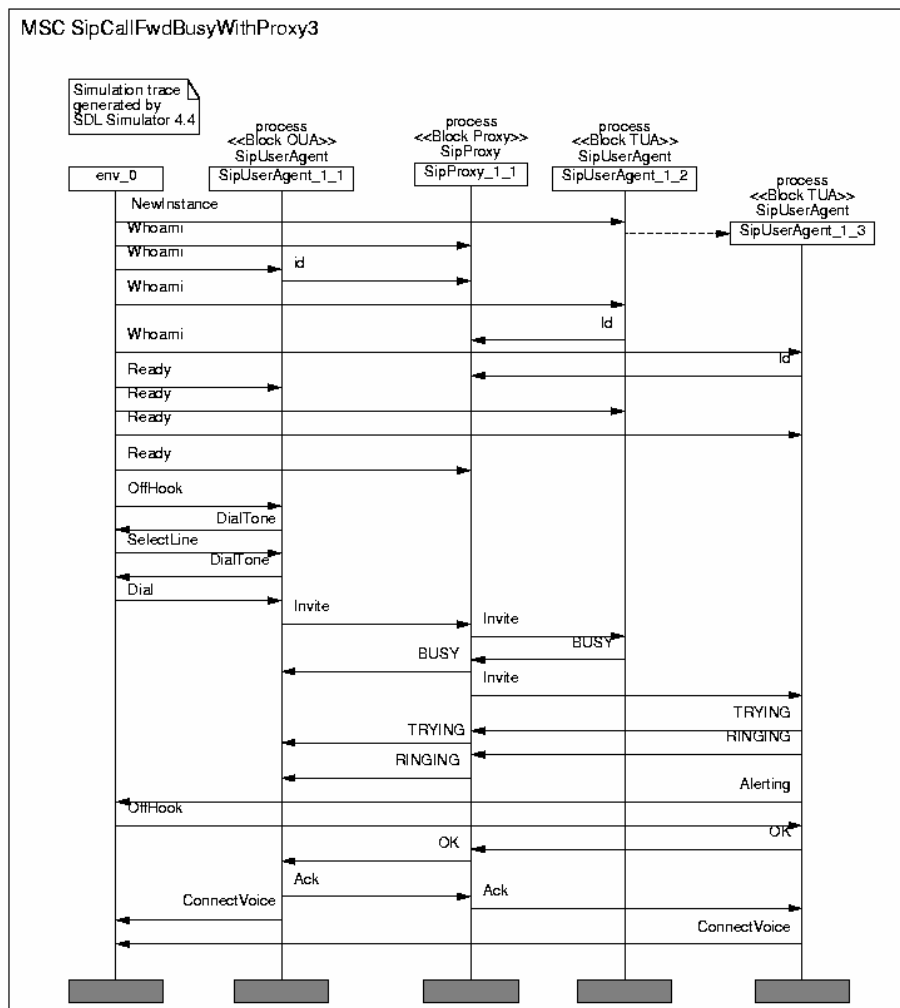 MSC SipCallFwdBusyWithProxy3
Simulation trace
generated by
SDL Simulator 4.4
process
<<Block OUA>>
SipUserAgent
process
<<Block Proxy>>
SipProxy
process
<<Block TUA>>
SipUserAgent
env_0
SipUserAgent_1_1
SipProxy_1_1
SipUserAgent_1_2
process
<<Block TUA>>
SipUserAgent
SipUserAgent_1_3
NewInstance
Whoami
Whoami
id
Whoami
Id
Whoami
Id
Ready
Ready
Ready
Ready
OffHook
DialTone
SelectLine
DialTone
Dial
Invite
Invite
BUSY
BUSY
Invite
TRYING
TRYING
RINGING
RINGING
Alerting
OffHook
OK
OK
Ack
Ack
ConnectVoice
ConnectVoice